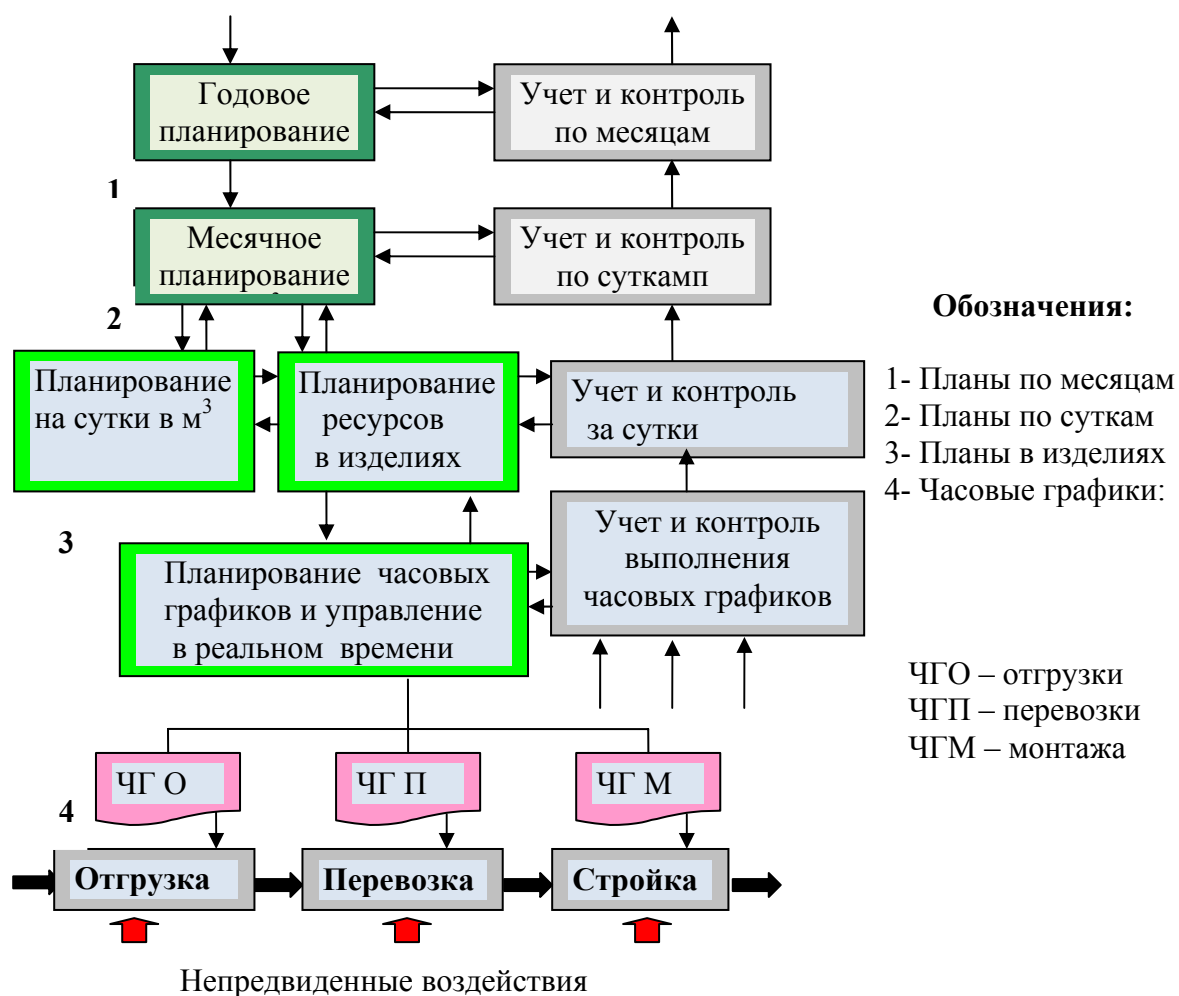 Годовое
планирование
Учет и контроль
по месяцам
1
Месячное
планирование
Учет и контроль
по суткамп
2
Планирование
на сутки в м³
Планирование
ресурсов
в изделиях
Учет и контроль
за сутки
3
Планирование часовых
графиков и управление
в реальном времени
Учет и контроль
выполнения
часовых графиков
ЧГ О
ЧГ П
ЧГ М
4
Отгрузка
Перевозка
Стройка
Непредвиденные воздействия
Обозначения:
1- Планы по месяцам
2- Планы по суткам
3- Планы в изделиях
4- Часовые графики:
ЧГО – отгрузки
ЧГП – перевозки
ЧГМ – монтажа